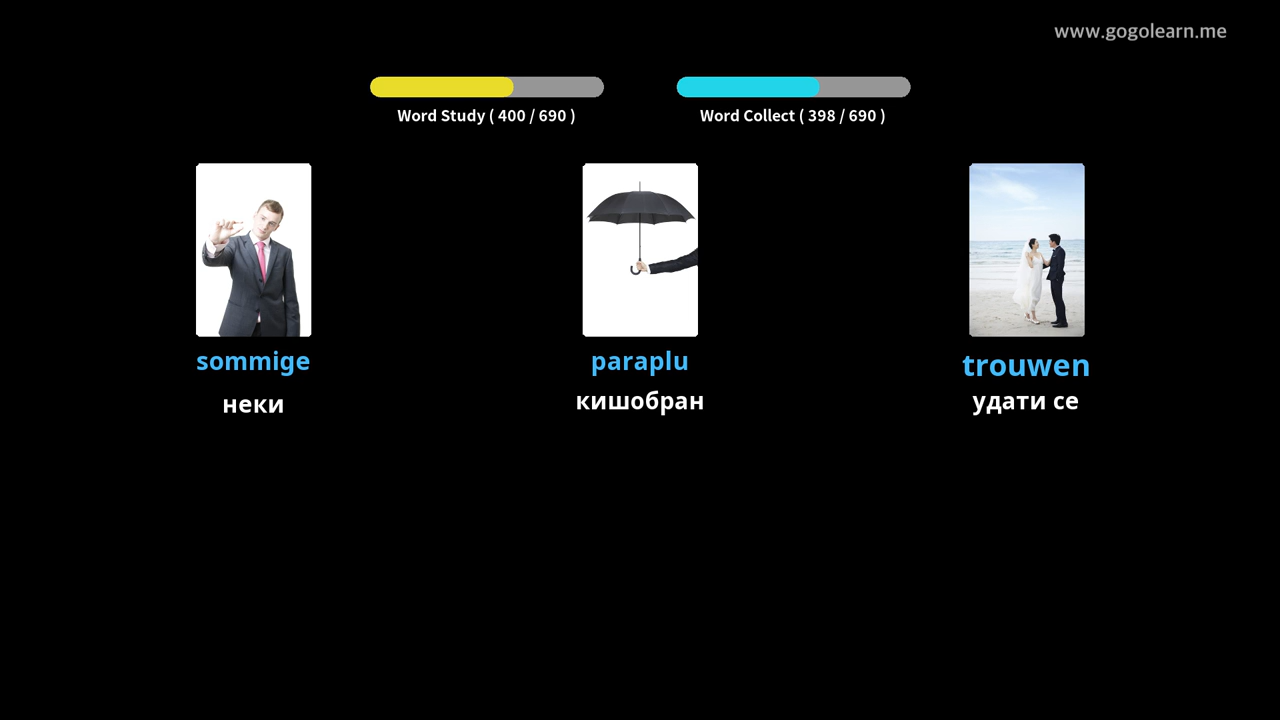 www.gogolearn.me
Word Study ( 400 / 690 )
Word Collect ( 398 / 690 )
sommige
неки
paraplu
кишобран
trouwen
удати се